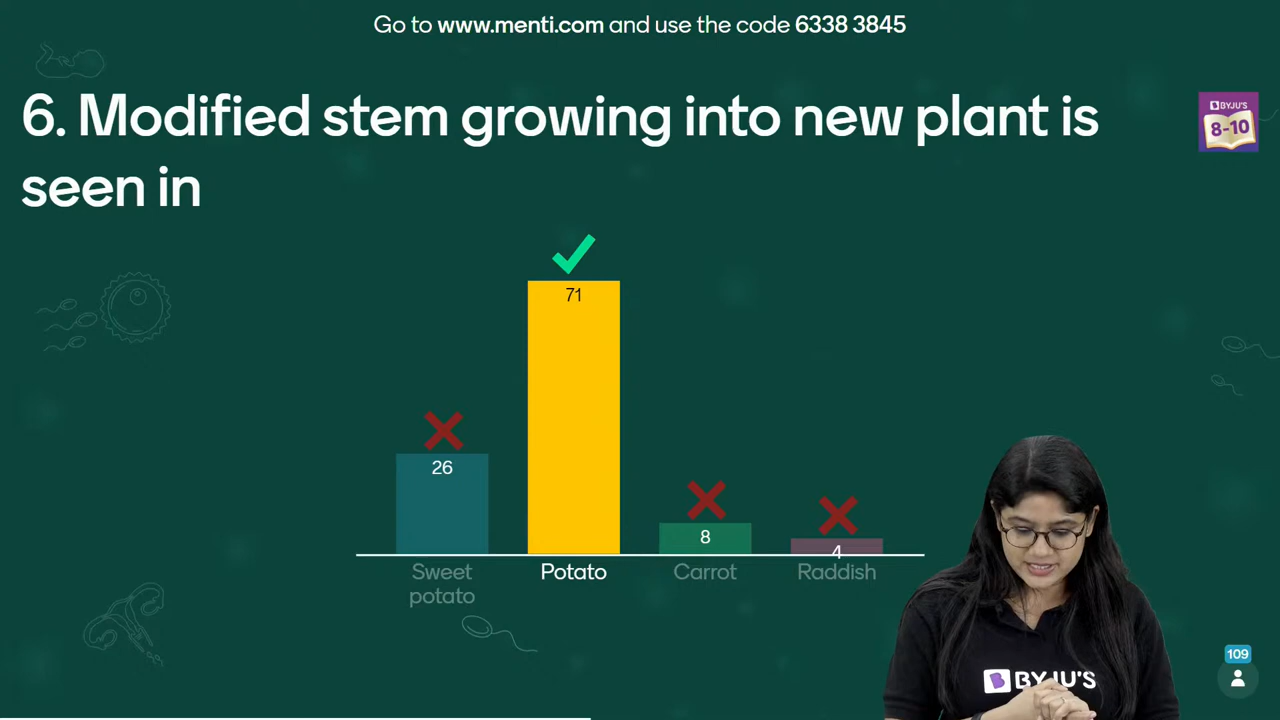 Go to www.menti.com and use the code 6338 3845
6. Modified stem growing into new plant is
seen in
BYJU'S
8-10
71
26
8
4
Sweet
potato
Potato
Carrot
Raddish
BYJU'S
109